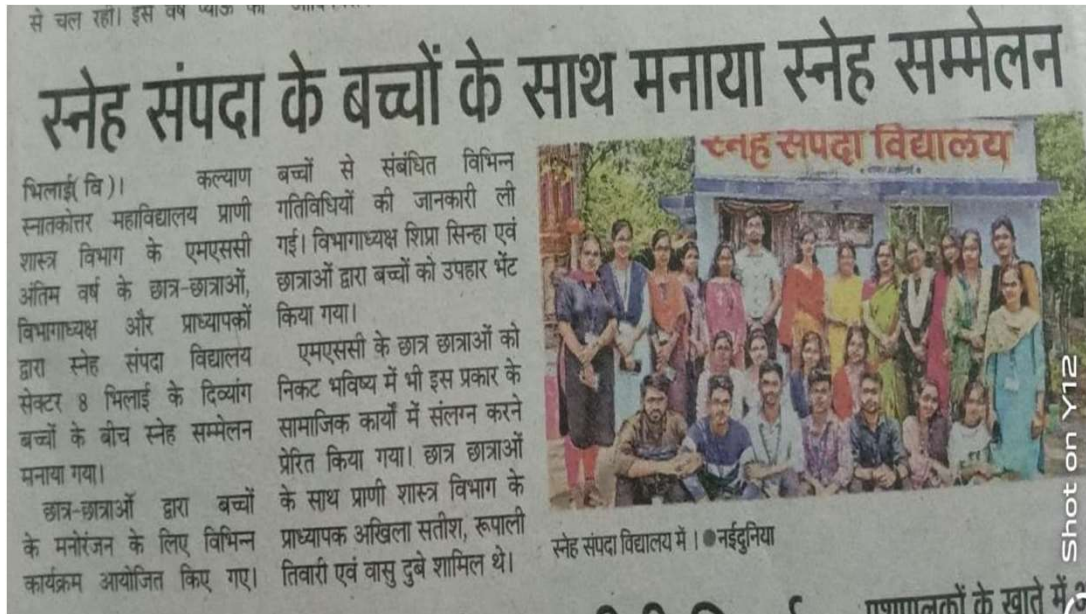 से चल रही। इस वर्ष प्याऊ का
स्नेह संपदा के बच्चों के साथ मनाया स्नेह सम्मेलन
भिलाई(वि)। कल्याण
स्नातकोत्तर महाविद्यालय प्राणी
शास्त्र विभाग के एमएससी
अंतिम वर्ष के छात्र-छात्राओं,
विभागाध्यक्ष और प्राध्यापकों
द्वारा स्नेह संपदा विद्यालय
सेक्टर 8 भिलाई के दिव्यांग
बच्चों के बीच स्नेह सम्मेलन
मनाया गया।
छात्र-छात्राओं द्वारा बच्चों
के मनोरंजन के लिए विभिन्न
कार्यक्रम आयोजित किए गए।
बच्चों से संबंधित विभिन्न
गतिविधियों की जानकारी ली
गई। विभागाध्यक्ष शिप्रा सिन्हा एवं
छात्राओं द्वारा बच्चों को उपहार भेंट
किया गया।
एमएससी के छात्र छात्राओं को
निकट भविष्य में भी इस प्रकार के
सामाजिक कार्यों में संलग्न करने
प्रेरित किया गया। छात्र छात्राओं
के साथ प्राणी शास्त्र विभाग के
प्राध्यापक अखिला सतीश, रूपाली
तिवारी एवं वासु दुबे शामिल थे।
स्नेह संपदा विद्यालय
स्नेह संपदा विद्यालय में। ●नईदुनिया
पशुपालकों के खाते में
Shot on Y12